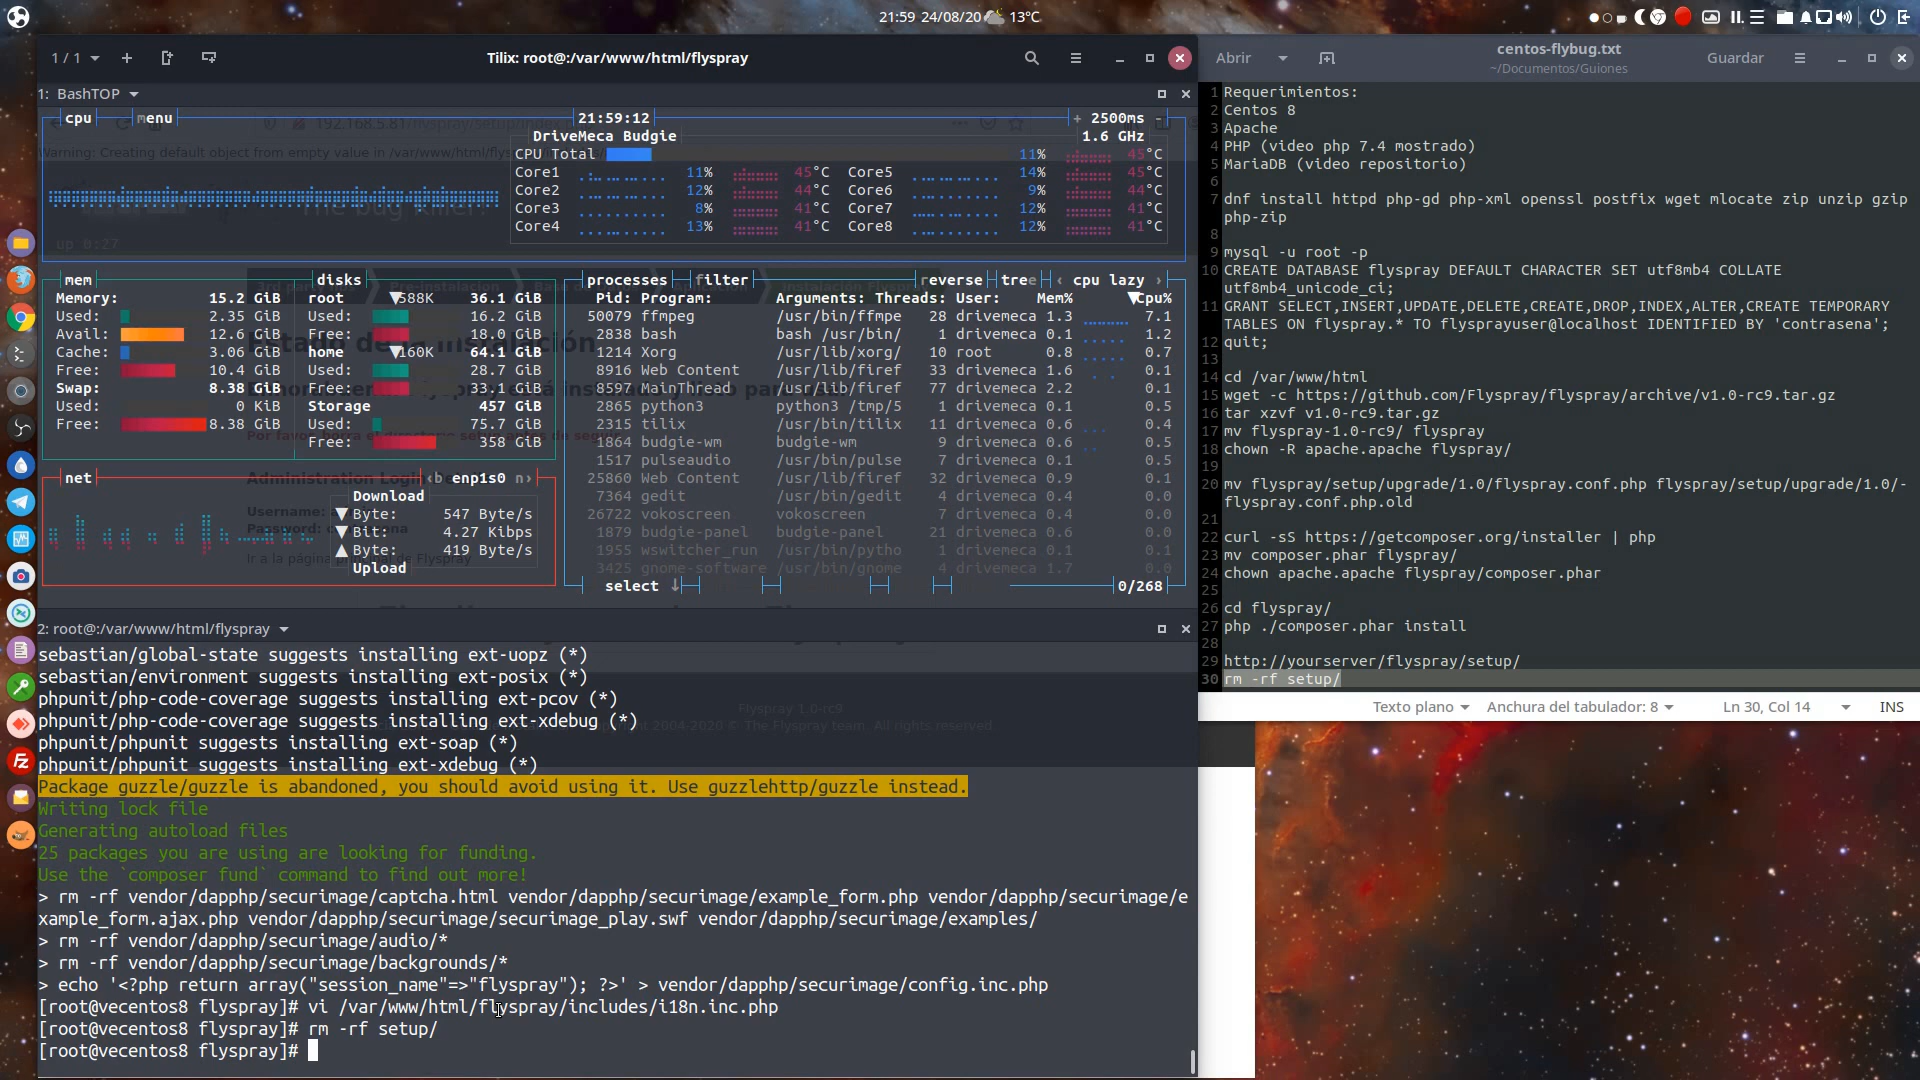 21:59 24/08/20 13°C
1 / 1
Tilix: root@:/var/www/html/flyspray
1: BashTOP
cpu menu 21:59:12 + 2500ms -
DriveMeca Budgie 1.6 GHz
CPU Total 11% 45°C
Core1 11% 45°C Core5 14% 45°C
Core2 12% 44°C Core6 9% 44°C
Core3 8% 41°C Core7 12% 41°C
Core4 13% 41°C Core8 12% 41°C
up 0:27
mem disks
Memory: 15.2 GiB root ▼588K 36.1 GiB
Used: 2.35 GiB Used: 16.2 GiB
Avail: 12.6 GiB Free: 18.0 GiB
Cache: 3.06 GiB home ▼160K 64.1 GiB
Free: 10.4 GiB Used: 28.7 GiB
Swap: 8.38 GiB Free: 33.1 GiB
Used: 0 KiB Storage 457 GiB
Free: 8.38 GiB Used: 75.7 GiB
Free: 358 GiB
processes filter reverse tree ‹ cpu lazy ›
Pid: Program: Arguments: Threads: User: Mem% ▼Cpu%
50079 ffmpeg /usr/bin/ffmpe 28 drivemeca 1.3 7.1
2838 bash bash /usr/bin/ 1 drivemeca 0.1 1.2
1214 Xorg /usr/lib/xorg/ 10 root 0.8 0.7
8916 Web Content /usr/lib/firef 33 drivemeca 1.6 0.1
8597 MainThread /usr/lib/firef 77 drivemeca 2.2 0.1
2865 python3 python3 /tmp/5 1 drivemeca 0.1 0.5
2315 tilix /usr/bin/tilix 11 drivemeca 0.6 0.4
1864 budgie-wm budgie-wm 9 drivemeca 0.6 0.5
1517 pulseaudio /usr/bin/pulse 7 drivemeca 0.1 0.5
25860 Web Content /usr/lib/firef 32 drivemeca 0.9 0.1
7364 gedit /usr/bin/gedit 4 drivemeca 0.4 0.0
26722 vokoscreen vokoscreen 7 drivemeca 0.4 0.0
1879 budgie-panel budgie-panel 21 drivemeca 0.6 0.0
1955 wswitcher_run /usr/bin/pytho 1 drivemeca 0.1 0.1
3425 gnome-software /usr/bin/gnome 4 drivemeca 1.7 0.0
select ↓ 0/268
net ‹b enp1s0 n›
Download
▼ Byte: 547 Byte/s
▼ Bit: 4.27 Kibps
▲ Byte: 419 Byte/s
Upload
2: root@:/var/www/html/flyspray
sebastian/global-state suggests installing ext-uopz (*)
sebastian/environment suggests installing ext-posix (*)
phpunit/php-code-coverage suggests installing ext-pcov (*)
phpunit/php-code-coverage suggests installing ext-xdebug (*)
phpunit/phpunit suggests installing ext-soap (*)
phpunit/phpunit suggests installing ext-xdebug (*)
Package guzzle/guzzle is abandoned, you should avoid using it. Use guzzlehttp/guzzle instead.
Writing lock file
Generating autoload files
25 packages you are using are looking for funding.
Use the `composer fund` command to find out more!
> rm -rf vendor/dapphp/securimage/captcha.html vendor/dapphp/securimage/example_form.php vendor/dapphp/securimage/e
xample_form.ajax.php vendor/dapphp/securimage/securimage_play.swf vendor/dapphp/securimage/examples/
> rm -rf vendor/dapphp/securimage/audio/*
> rm -rf vendor/dapphp/securimage/backgrounds/*
> echo '<?php return array("session_name"=>"flyspray"); ?>' > vendor/dapphp/securimage/config.inc.php
[root@vecentos8 flyspray]# vi /var/www/html/flyspray/includes/i18n.inc.php
[root@vecentos8 flyspray]# rm -rf setup/
[root@vecentos8 flyspray]#
Abrir centos-flybug.txt Guardar
~/Documentos/Guiones
1 Requerimientos:
2 Centos 8
3 Apache
4 PHP (video php 7.4 mostrado)
5 MariaDB (video repositorio)
6
7 dnf install httpd php-gd php-xml openssl postfix wget mlocate zip unzip gzip
php-zip
8
9 mysql -u root -p
10 CREATE DATABASE flyspray DEFAULT CHARACTER SET utf8mb4 COLLATE
utf8mb4_unicode_ci;
11 GRANT SELECT,INSERT,UPDATE,DELETE,CREATE,DROP,INDEX,ALTER,CREATE TEMPORARY
TABLES ON flyspray.* TO flysprayuser@localhost IDENTIFIED BY 'contrasena';
12 quit;
13
14 cd /var/www/html
15 wget -c https://github.com/Flyspray/flyspray/archive/v1.0-rc9.tar.gz
16 tar xzvf v1.0-rc9.tar.gz
17 mv flyspray-1.0-rc9/ flyspray
18 chown -R apache.apache flyspray/
19
20 mv flyspray/setup/upgrade/1.0/flyspray.conf.php flyspray/setup/upgrade/1.0/-
flyspray.conf.php.old
21
22 curl -sS https://getcomposer.org/installer | php
23 mv composer.phar flyspray/
24 chown apache.apache flyspray/composer.phar
25
26 cd flyspray/
27 php ./composer.phar install
28
29 http://yourserver/flyspray/setup/
30 rm -rf setup/
Texto plano Anchura del tabulador: 8 Ln 30, Col 14 INS